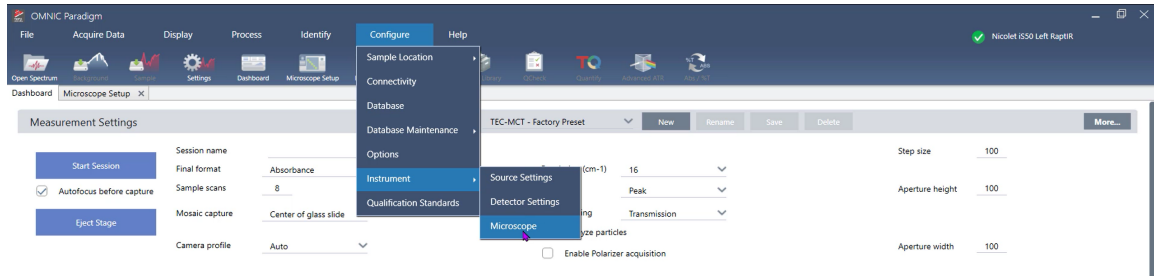 OMNIC Paradigm
File Acquire Data Display Process Identify Configure Help
Nicolet iS50 Left RaptIR
Open Spectrum Background Sample Settings Dashboard Microscope Setup Library QCheck Quantify Advanced ATR Abs / %T
Dashboard Microscope Setup
Sample Location
Connectivity
Database
Database Maintenance
Options
Instrument
Qualification Standards
Source Settings
Detector Settings
Microscope
Measurement Settings TEC-MCT - Factory Preset New Rename Save Delete More...
Start Session
Autofocus before capture
Eject Stage
Session name
Final format Absorbance
Sample scans 8
Mosaic capture Center of glass slide
Camera profile Auto
(cm-1) 16
Peak
Transmission
particles
Enable Polarizer acquisition
Step size 100
Aperture height 100
Aperture width 100